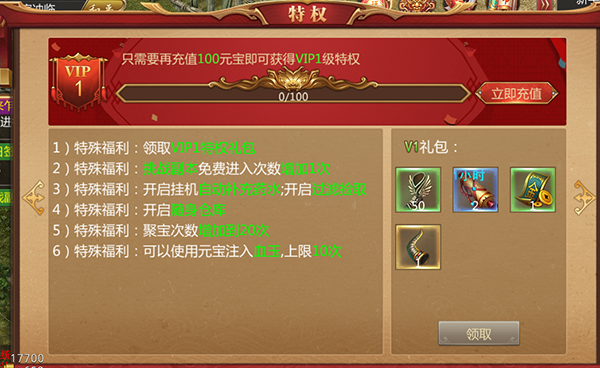 特权
VIP
1
只需要再充值100元宝即可获得VIP1级特权
0/100
立即充值
1）特殊福利：领取VIP1特权礼包
2）特殊福利：挑战副本免费进入次数增加1次
3）特殊福利：开启挂机自动补充药水;开启过滤拾取
4）特殊福利：开启随身仓库
5）特殊福利：聚宝次数增加到20次
6）特殊福利：可以使用元宝注入血玉,上限10次
V1礼包：
50
小时
2
1
1
领取
17700